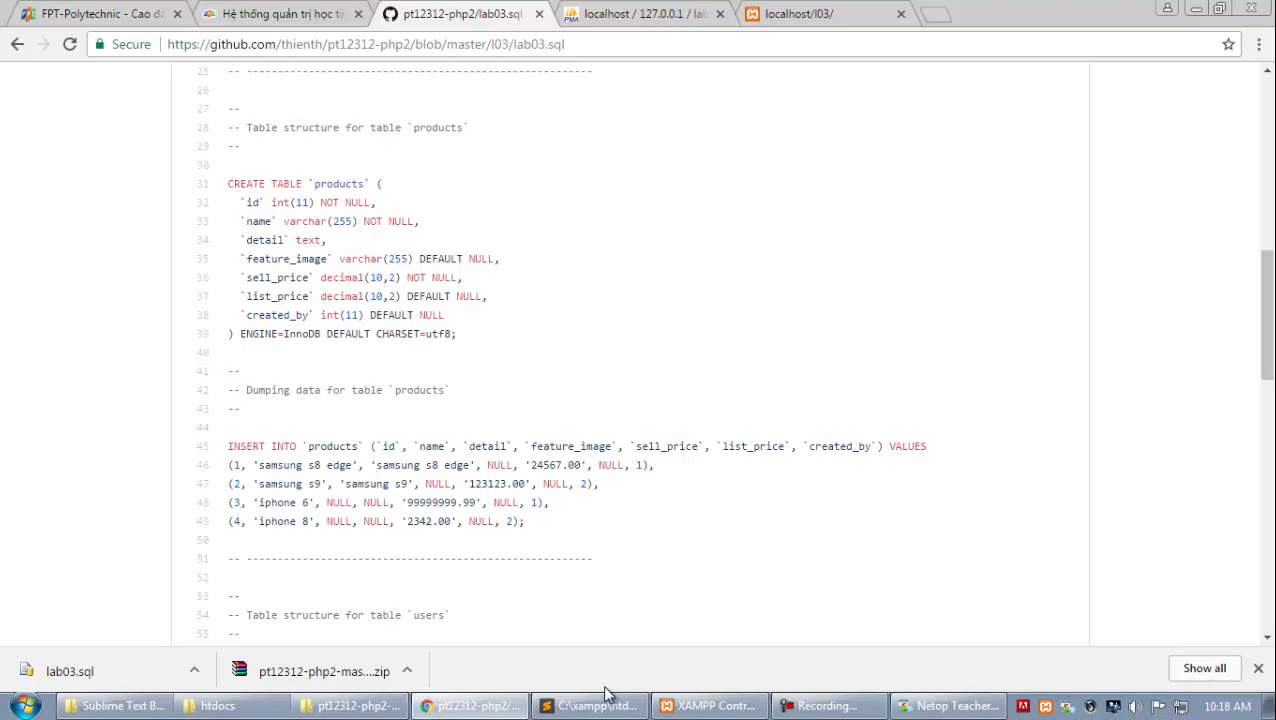 FPT-Polytechnic - Cao đ
Hệ thống quản trị học tậ
pt12312-php2/lab03.sql
localhost / 127.0.0.1 / la
localhost/l03/
Secure
https://github.com/thienth/pt12312-php2/blob/master/l03/lab03.sql
25 -- --------------------------------------------------------
26
27 --
28 -- Table structure for table `products`
29 --
30
31 CREATE TABLE `products` (
32 `id` int(11) NOT NULL,
33 `name` varchar(255) NOT NULL,
34 `detail` text,
35 `feature_image` varchar(255) DEFAULT NULL,
36 `sell_price` decimal(10,2) NOT NULL,
37 `list_price` decimal(10,2) DEFAULT NULL,
38 `created_by` int(11) DEFAULT NULL
39 ) ENGINE=InnoDB DEFAULT CHARSET=utf8;
40
41 --
42 -- Dumping data for table `products`
43 --
44
45 INSERT INTO `products` (`id`, `name`, `detail`, `feature_image`, `sell_price`, `list_price`, `created_by`) VALUES
46 (1, 'samsung s8 edge', 'samsung s8 edge', NULL, '24567.00', NULL, 1),
47 (2, 'samsung s9', 'samsung s9', NULL, '123123.00', NULL, 2),
48 (3, 'iphone 6', NULL, NULL, '99999999.99', NULL, 1),
49 (4, 'iphone 8', NULL, NULL, '2342.00', NULL, 2);
50
51 -- --------------------------------------------------------
52
53 --
54 -- Table structure for table `users`
55 --
lab03.sql
pt12312-php2-mas....zip
Show all
Sublime Text B...
htdocs
pt12312-php2-...
pt12312-php2/...
C:\xampp\htd...
XAMPP Contr...
Recording...
Netop Teacher...
10:18 AM